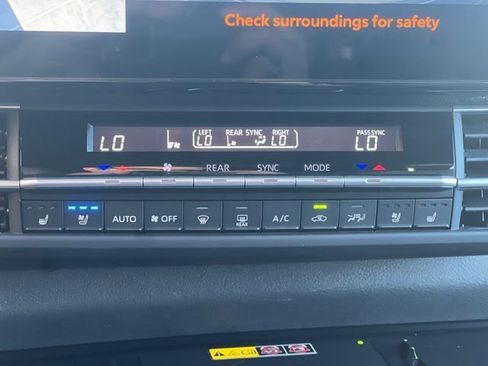 Check surroundings for safety
LO LEFT REAR SYNC RIGHT PASS SYNC
LO LO LO
REAR SYNC MODE
AUTO OFF REAR A/C